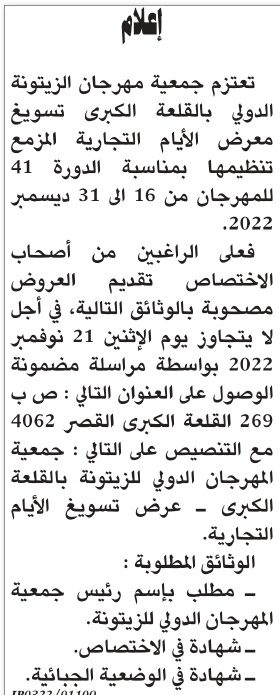 إعلام
تعتزم جمعية مهرجان الزيتونة
الدولي بالقلعة الكبرى تسويغ
معرض الأيام التجارية المزمع
تنظيمها بمناسبة الدورة 41
للمهرجان من 16 الى 31 ديسمبر
2022.
فعلى الراغبين من أصحاب
الاختصاص تقديم العروض
مصحوبة بالوثائق التالية، في أجل
لا يتجاوز يوم الإثنين 21 نوفمبر
2022 بواسطة مراسلة مضمونة
الوصول على العنوان التالي : ص ب
269 القلعة الكبرى القصر 4062
مع التنصيص على التالي : جمعية
المهرجان الدولي للزيتونة بالقلعة
الكبرى ـ عرض تسويغ الأيام
التجارية.
الوثائق المطلوبة :
ـ مطلب بإسم رئيس جمعية
المهرجان الدولي للزيتونة.
ـ شهادة في الاختصاص.
ـ شهادة في الوضعية الجبائية.
IP0322/01100